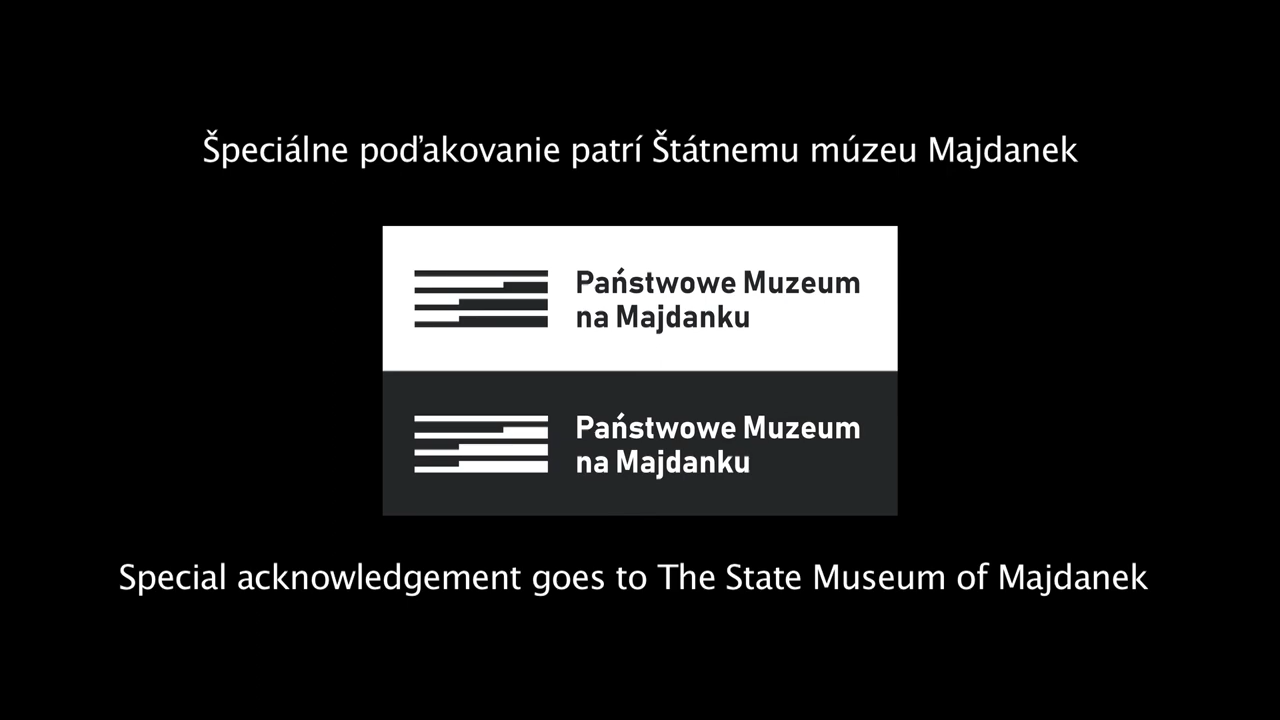 Špeciálne poďakovanie patrí Štátnemu múzeu Majdanek
Państwowe Muzeum
na Majdanku
Państwowe Muzeum
na Majdanku
Special acknowledgement goes to The State Museum of Majdanek